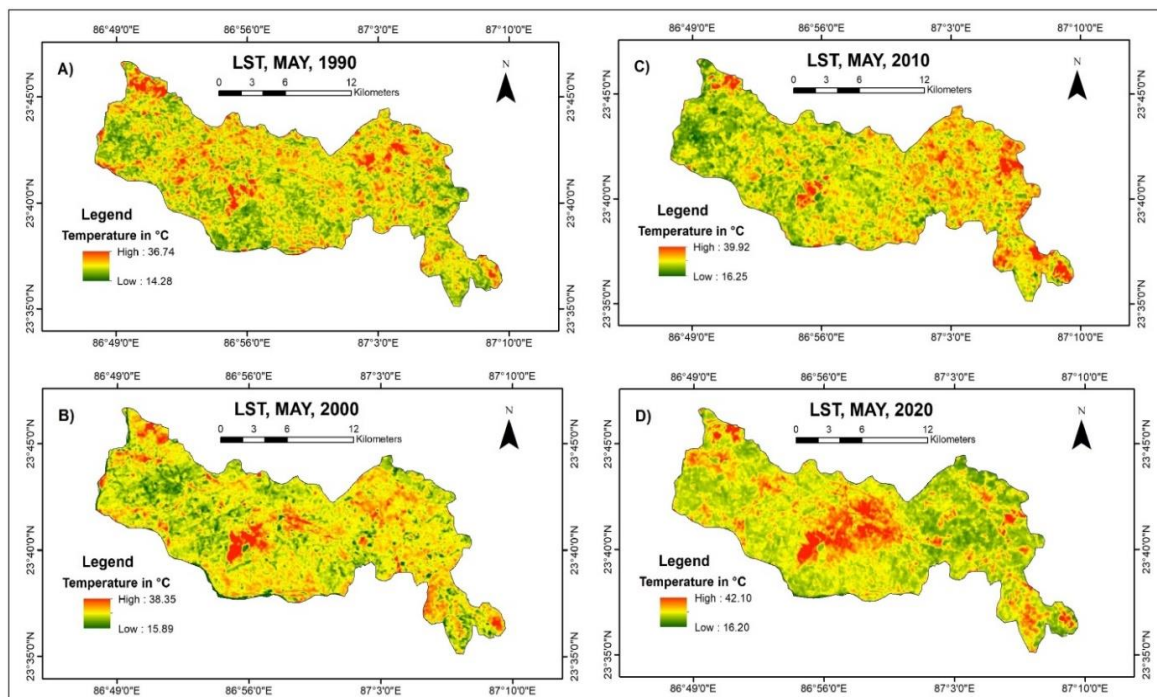 86°49'0"E 86°56'0"E 87°3'0"E 87°10'0"E
A)
LST, MAY, 1990
0 3 6 12
Kilometers
N
23°45'0"N
23°40'0"N
23°35'0"N
Legend
Temperature in °C
High : 36.74
Low : 14.28
23°45'0"N
23°40'0"N
23°35'0"N
86°49'0"E 86°56'0"E 87°3'0"E 87°10'0"E
86°49'0"E 86°56'0"E 87°3'0"E 87°10'0"E
C)
LST, MAY, 2010
0 3 6 12
Kilometers
N
23°45'0"N
23°40'0"N
23°35'0"N
Legend
Temperature in °C
High : 39.92
Low : 16.25
23°45'0"N
23°40'0"N
23°35'0"N
86°49'0"E 86°56'0"E 87°3'0"E 87°10'0"E
86°49'0"E 86°56'0"E 87°3'0"E 87°10'0"E
B)
LST, MAY, 2000
0 3 6 12
Kilometers
N
23°45'0"N
23°40'0"N
23°35'0"N
Legend
Temperature in °C
High : 38.35
Low : 15.89
23°45'0"N
23°40'0"N
23°35'0"N
86°49'0"E 86°56'0"E 87°3'0"E 87°10'0"E
86°49'0"E 86°56'0"E 87°3'0"E 87°10'0"E
D)
LST, MAY, 2020
0 3 6 12
Kilometers
N
23°45'0"N
23°40'0"N
23°35'0"N
Legend
Temperature in °C
High : 42.10
Low : 16.20
23°45'0"N
23°40'0"N
23°35'0"N
86°49'0"E 86°56'0"E 87°3'0"E 87°10'0"E